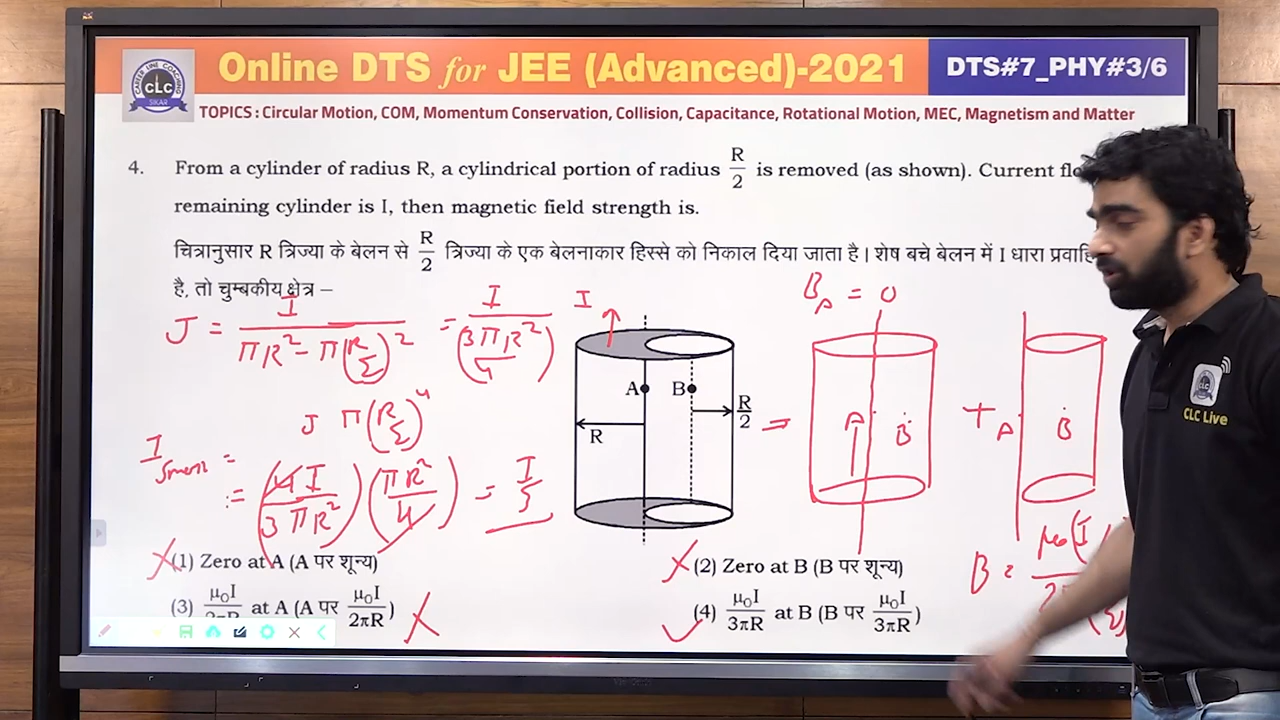 Online DTS for JEE (Advanced)-2021
DTS#7_PHY#3/6
CAREER LINE COACHING
CLC
SIKAR
TOPICS : Circular Motion, COM, Momentum Conservation, Collision, Capacitance, Rotational Motion, MEC, Magnetism and Matter
4. From a cylinder of radius R, a cylindrical portion of radius R/2 is removed (as shown). Current
remaining cylinder is I, then magnetic field strength is.
चित्रानुसार R त्रिज्या के बेलन से R/2 त्रिज्या के एक बेलनाकार हिस्से को निकाल दिया जाता है। शेष बचे बेलन में I धारा
है, तो चुम्बकीय क्षेत्र –
J = I/(πR² - π(R/2)²) = I/(3πR²/4)
J π(R/2)²
I = (4I/3πR²)(πR²/4) = I/3
I
A
B
R
R/2
=
B_A = 0
A
B
+
A
B
B =
(1) Zero at A (A पर शून्य)
(2) Zero at B (B पर शून्य)
(3) μ₀I/2πR at A (A पर μ₀I/2πR)
(4) μ₀I/3πR at B (B पर μ₀I/3πR)
CLC
CLC Live